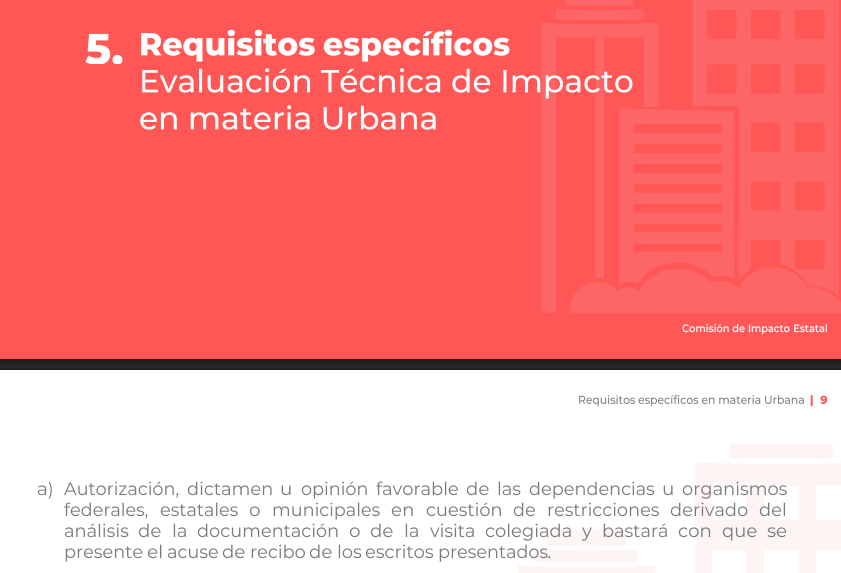 5. Requisitos específicos
Evaluación Técnica de Impacto
en materia Urbana
Comisión de Impacto Estatal
Requisitos específicos en materia Urbana | 9
a) Autorización, dictamen u opinión favorable de las dependencias u organismos
federales, estatales o municipales en cuestión de restricciones derivado del
análisis de la documentación o de la visita colegiada y bastará con que se
presente el acuse de recibo de los escritos presentados.